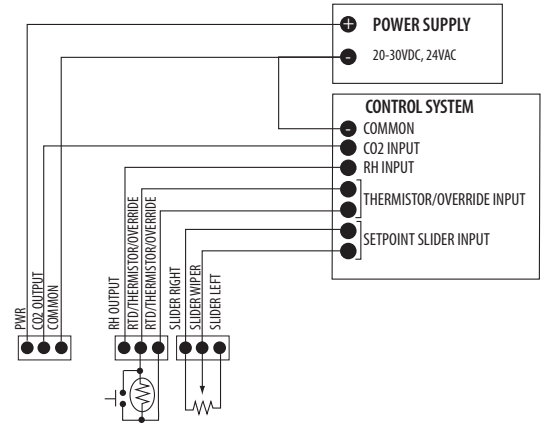 + POWER SUPPLY
- 20-30VDC, 24VAC
CONTROL SYSTEM
- COMMON
CO2 INPUT
RH INPUT
THERMISTOR/OVERRIDE INPUT
SETPOINT SLIDER INPUT
PWR
CO2 OUTPUT
COMMON
RH OUTPUT
RTD/THERMISTOR/OVERRIDE
RTD/THERMISTOR/OVERRIDE
SLIDER RIGHT
SLIDER WIPER
SLIDER LEFT